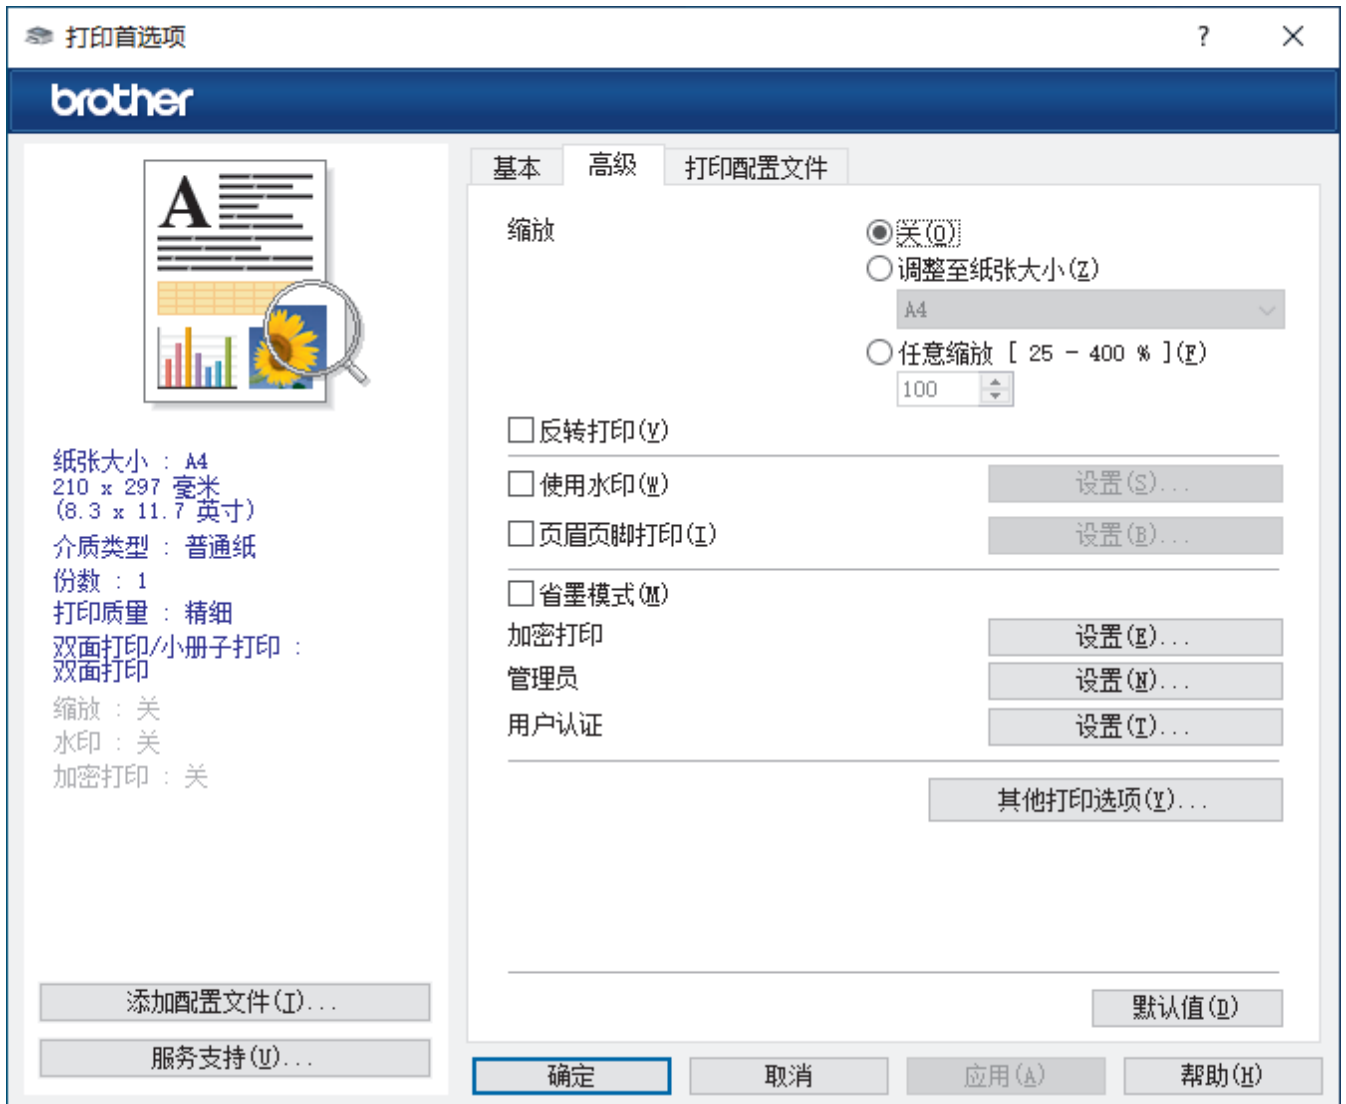 打印首选项
?
brother
A
纸张大小 : A4
210 x 297 毫米
(8.3 x 11.7 英寸)
介质类型 : 普通纸
份数 : 1
打印质量 : 精细
双面打印/小册子打印 :
双面打印
缩放 : 关
水印 : 关
加密打印 : 关
添加配置文件(I)...
服务支持(U)...
基本 高级 打印配置文件
缩放 关(O)
调整至纸张大小(Z)
A4
任意缩放 [ 25 - 400 % ](F)
100
反转打印(V)
使用水印(W) 设置(S)...
页眉页脚打印(I) 设置(B)...
省墨模式(M)
加密打印 设置(E)...
管理员 设置(N)...
用户认证 设置(T)...
其他打印选项(Y)...
默认值(D)
确定 取消 应用(A) 帮助(H)